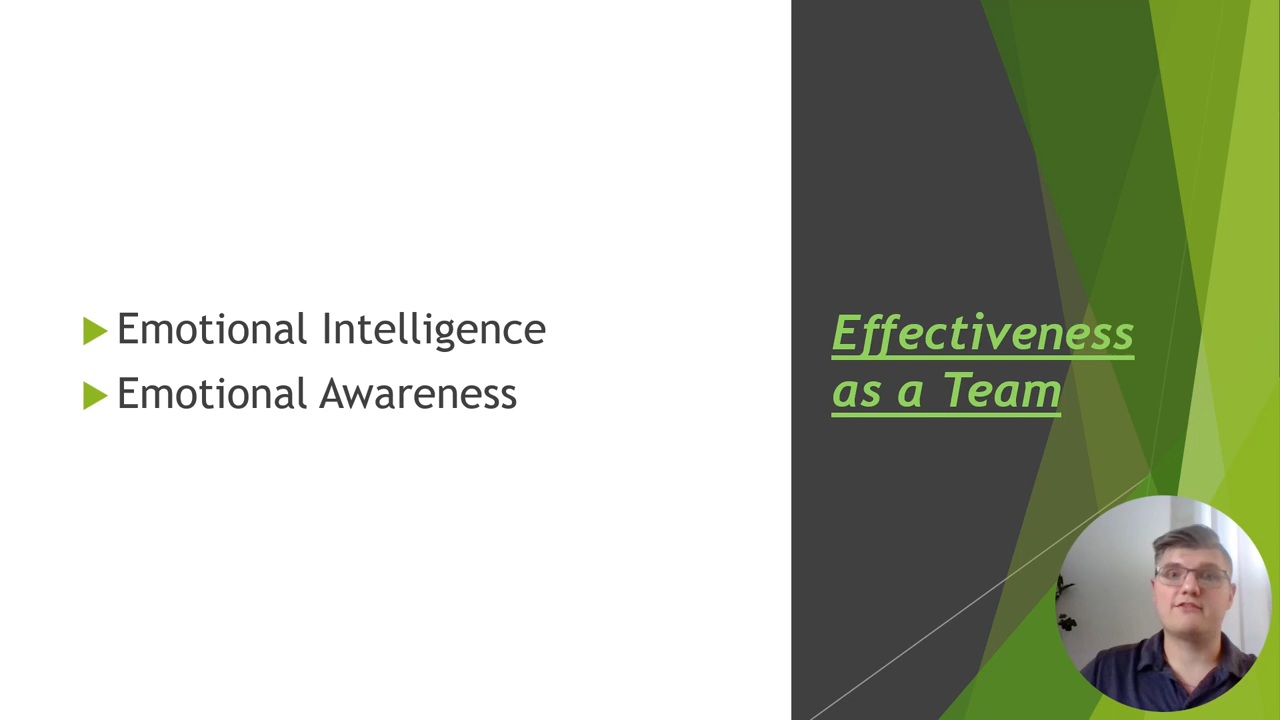 Emotional Intelligence
Emotional Awareness
Effectiveness
as a Team